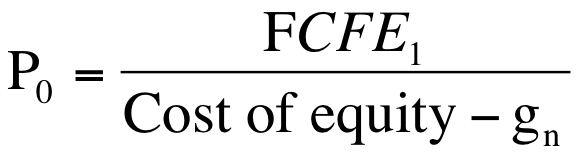 P₀ = FCFE₁ / (Cost of equity – gₙ)